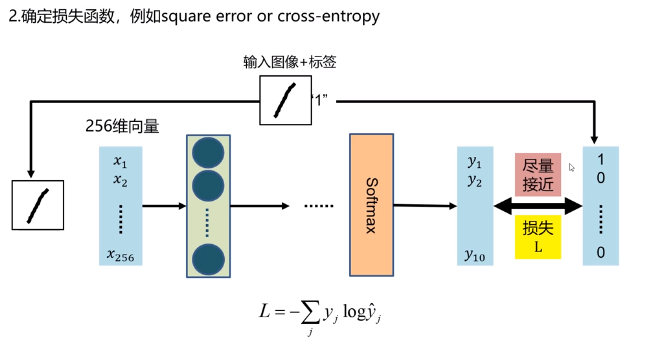 2.确定损失函数，例如square error or cross-entropy
输入图像+标签
"1"
256维向量
x₁
x₂
......
x₂₅₆
......
Softmax
y₁
y₂
......
y₁₀
尽量
接近
损失
L
1
0
......
0
L = −∑ⱼ yⱼ log ŷⱼ